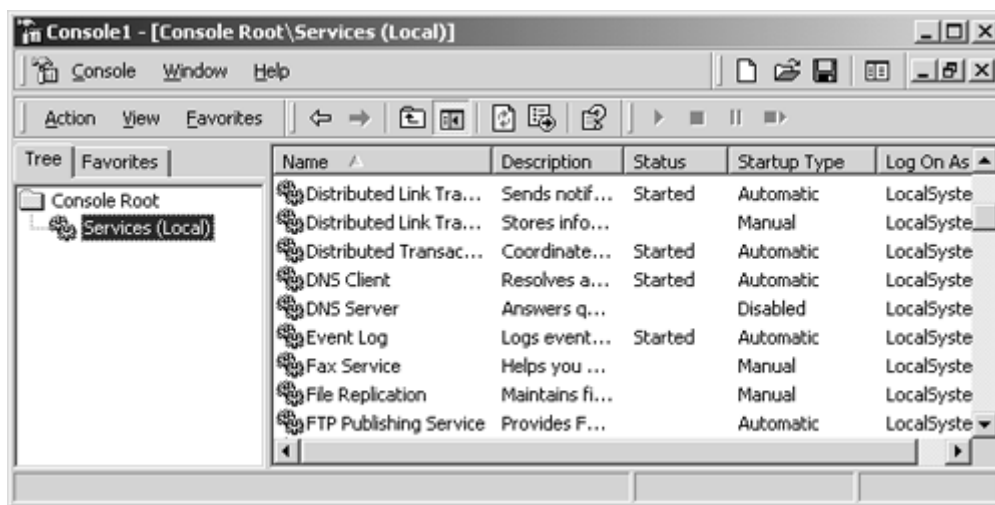 Console1 - [Console Root\Services (Local)]
Console Window Help
Action View Favorites
Tree Favorites
Console Root
Services (Local)
Name Description Status Startup Type Log On As
Distributed Link Tra... Sends notif... Started Automatic LocalSyste
Distributed Link Tra... Stores info... Manual LocalSyste
Distributed Transac... Coordinate... Started Automatic LocalSyste
DNS Client Resolves a... Started Automatic LocalSyste
DNS Server Answers q... Disabled LocalSyste
Event Log Logs event... Started Automatic LocalSyste
Fax Service Helps you ... Manual LocalSyste
File Replication Maintains fi... Manual LocalSyste
FTP Publishing Service Provides F... Automatic LocalSyste